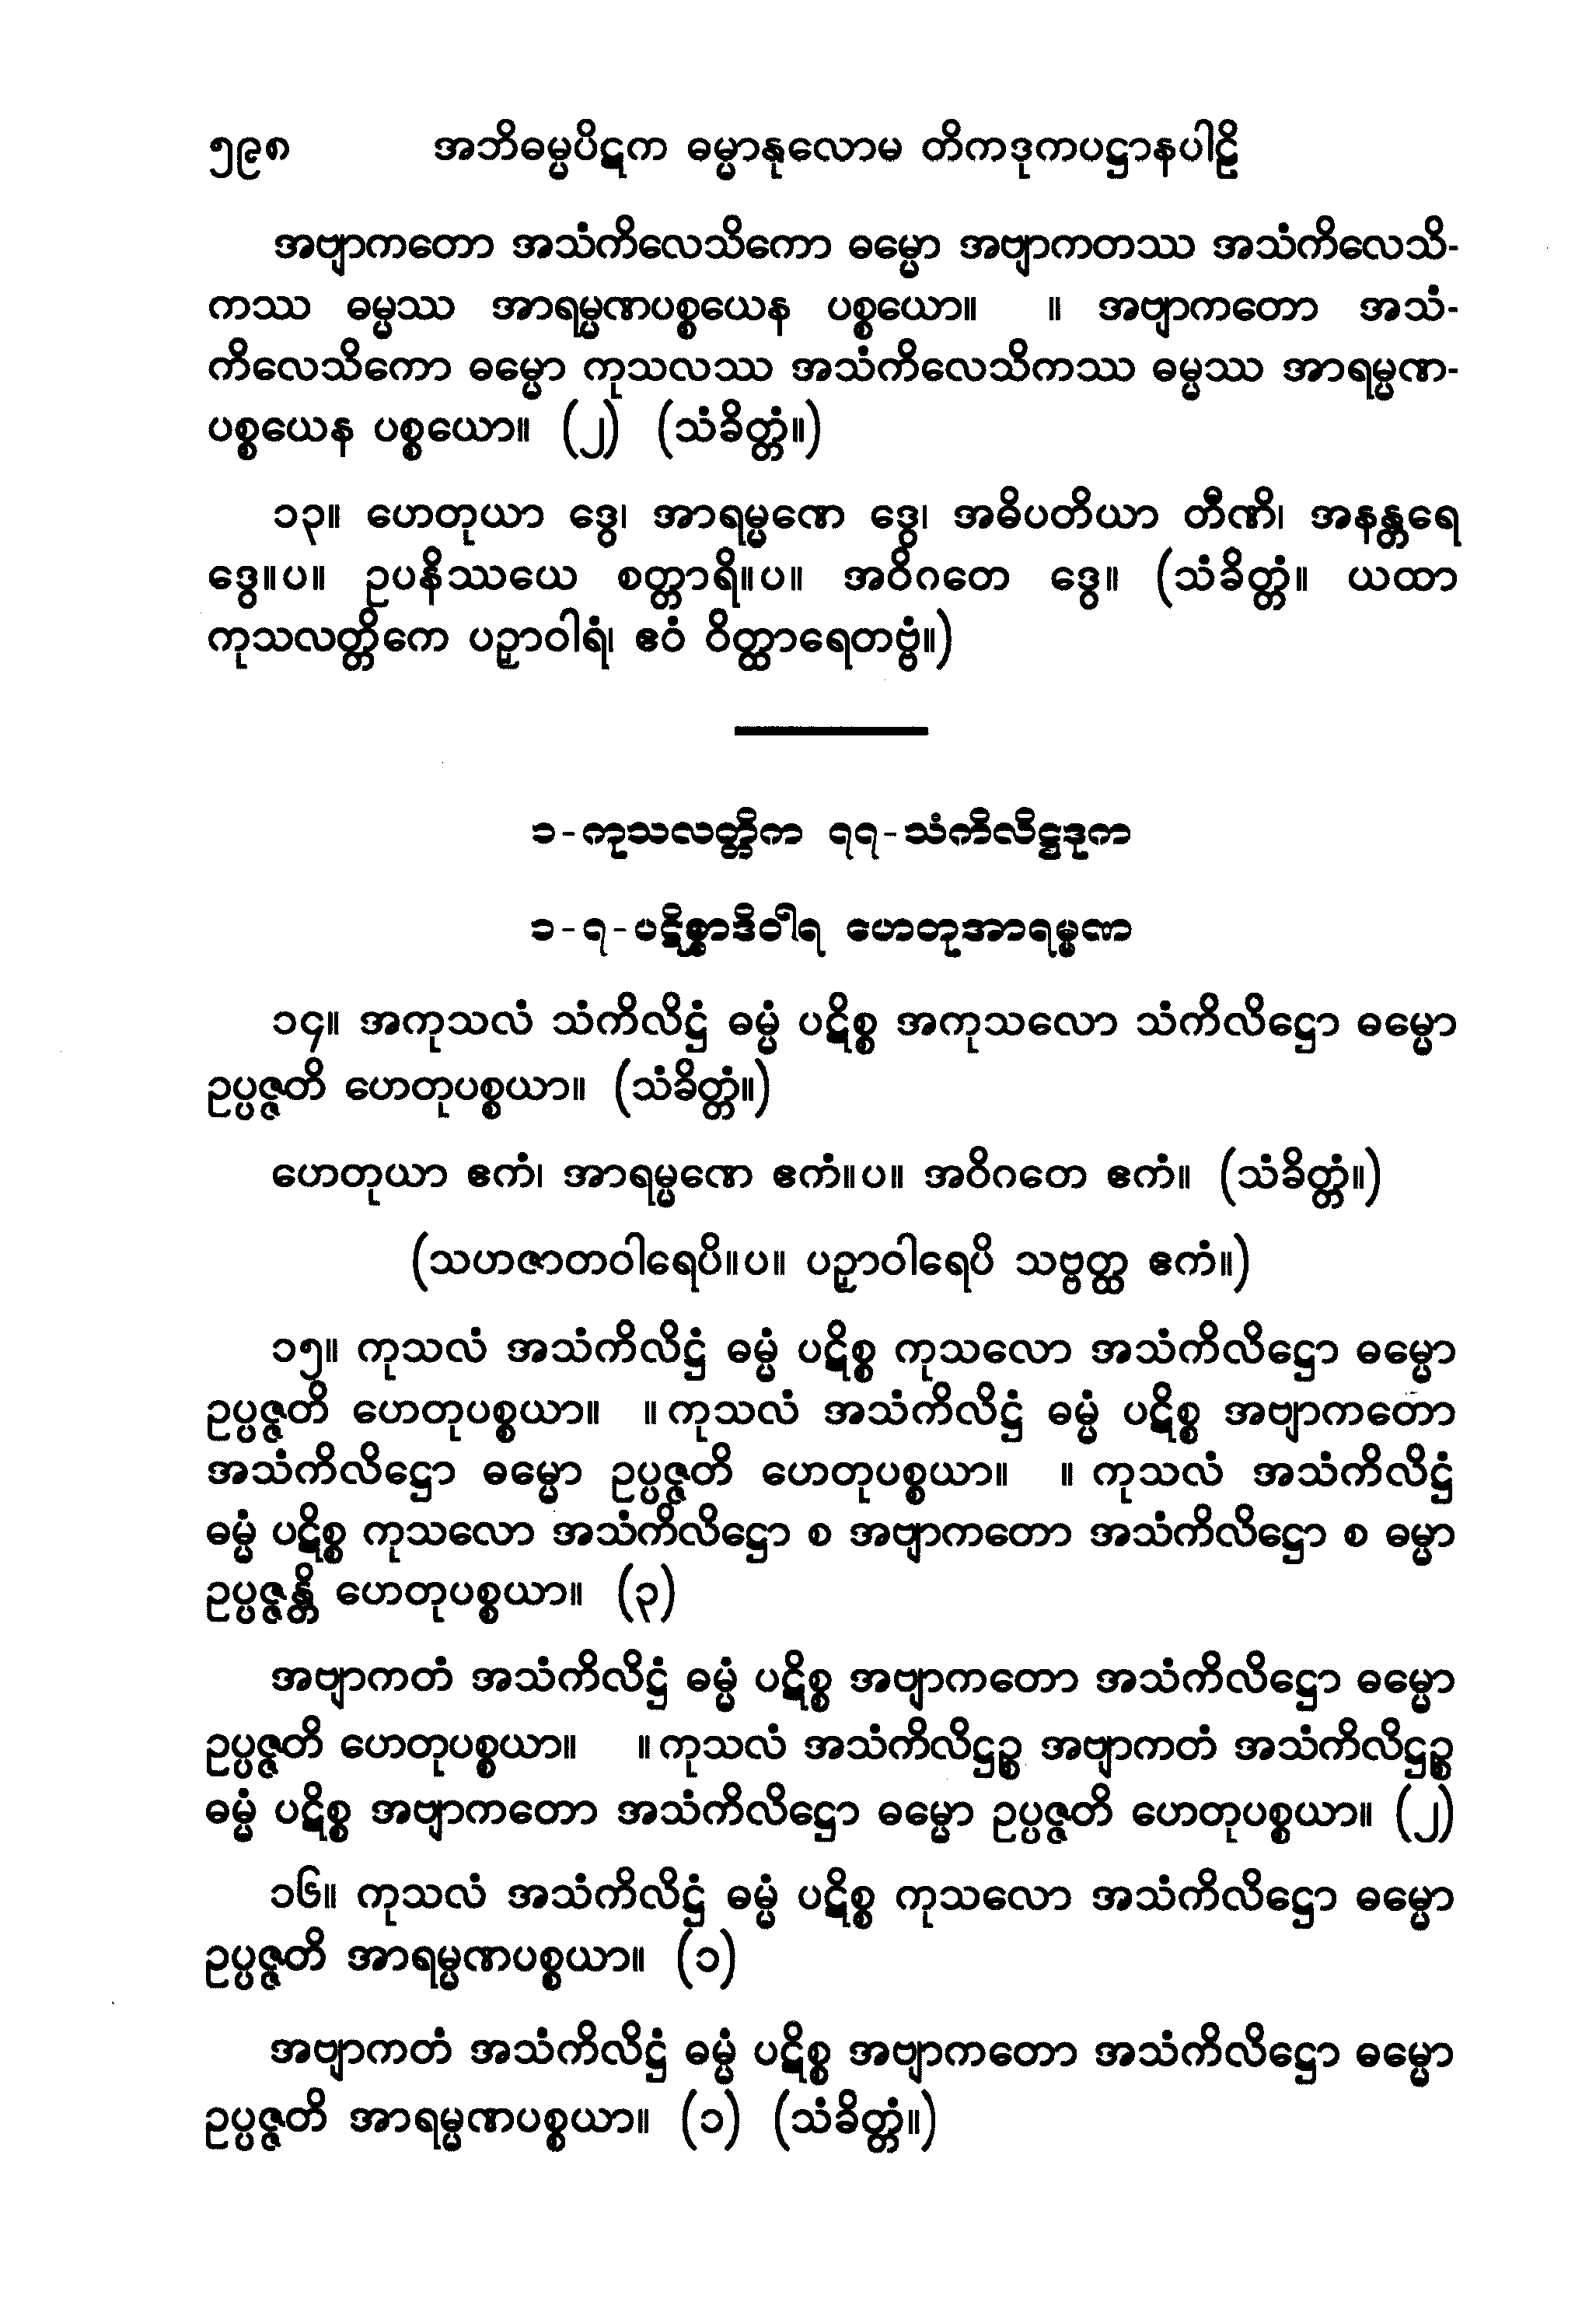 ၅၉၈ အဘိဓမ္မပိဋက ဓမ္မာနုလောမ တိကဒုကပဋ္ဌာနပါဠိ
အဗျာကတော အသံကိလေသိကော ဓမ္မော အဗျာကတဿ အသံကိလေသိ-
ကဿ ဓမ္မဿ အာရမ္မဏပစ္စယေန ပစ္စယော။ ။ အဗျာကတော အသံ-
ကိလေသိကော ဓမ္မော ကုသလဿ အသံကိလေသိကဿ ဓမ္မဿ အာရမ္မဏ-
ပစ္စယေန ပစ္စယော။ (၂) (သံခိတ္တံ။)
၁၃။ ဟေတုယာ ဒွေ၊ အာရမ္မဏေ ဒွေ၊ အဓိပတိယာ တီဏိ၊ အနန္တရေ
ဒွေ။ပ။ ဥပနိဿယေ စတ္တာရိ။ပ။ အဝိဂတေ ဒွေ။ (သံခိတ္တံ။ ယထာ
ကုသလတ္တိကေ ပဉှာဝါရံ၊ ဧဝံ ဝိတ္ထာရေတဗ္ဗံ။)
၁-ကုသလတ္တိက ၇၇-သံကိလိဋ္ဌဒုက
၁-၇-ပဋိစ္စာဒိဝါရ ဟေတုအာရမ္မဏ
၁၄။ အကုသလံ သံကိလိဋ္ဌံ ဓမ္မံ ပဋိစ္စ အကုသလော သံကိလိဋ္ဌော ဓမ္မော
ဥပ္ပဇ္ဇတိ ဟေတုပစ္စယာ။ (သံခိတ္တံ။)
ဟေတုယာ ဧကံ၊ အာရမ္မဏေ ဧကံ။ပ။ အဝိဂတေ ဧကံ။ (သံခိတ္တံ။)
(သဟဇာတဝါရေပိ။ပ။ ပဉှာဝါရေပိ သဗ္ဗတ္ထ ဧကံ။)
၁၅။ ကုသလံ အသံကိလိဋ္ဌံ ဓမ္မံ ပဋိစ္စ ကုသလော အသံကိလိဋ္ဌော ဓမ္မော
ဥပ္ပဇ္ဇတိ ဟေတုပစ္စယာ။ ။ ကုသလံ အသံကိလိဋ္ဌံ ဓမ္မံ ပဋိစ္စ အဗျာကတော
အသံကိလိဋ္ဌော ဓမ္မော ဥပ္ပဇ္ဇတိ ဟေတုပစ္စယာ။ ။ ကုသလံ အသံကိလိဋ္ဌံ
ဓမ္မံ ပဋိစ္စ ကုသလော အသံကိလိဋ္ဌော စ အဗျာကတော အသံကိလိဋ္ဌော စ ဓမ္မာ
ဥပ္ပဇ္ဇန္တိ ဟေတုပစ္စယာ။ (၃)
အဗျာကတံ အသံကိလိဋ္ဌံ ဓမ္မံ ပဋိစ္စ အဗျာကတော အသံကိလိဋ္ဌော ဓမ္မော
ဥပ္ပဇ္ဇတိ ဟေတုပစ္စယာ။ ။ ကုသလံ အသံကိလိဋ္ဌဉ္စ အဗျာကတံ အသံကိလိဋ္ဌဉ္စ
ဓမ္မံ ပဋိစ္စ အဗျာကတော အသံကိလိဋ္ဌော ဓမ္မော ဥပ္ပဇ္ဇတိ ဟေတုပစ္စယာ။ (၂)
၁၆။ ကုသလံ အသံကိလိဋ္ဌံ ဓမ္မံ ပဋိစ္စ ကုသလော အသံကိလိဋ္ဌော ဓမ္မော
ဥပ္ပဇ္ဇတိ အာရမ္မဏပစ္စယာ။ (၁)
အဗျာကတံ အသံကိလိဋ္ဌံ ဓမ္မံ ပဋိစ္စ အဗျာကတော အသံကိလိဋ္ဌော ဓမ္မော
ဥပ္ပဇ္ဇတိ အာရမ္မဏပစ္စယာ။ (၁) (သံခိတ္တံ။)